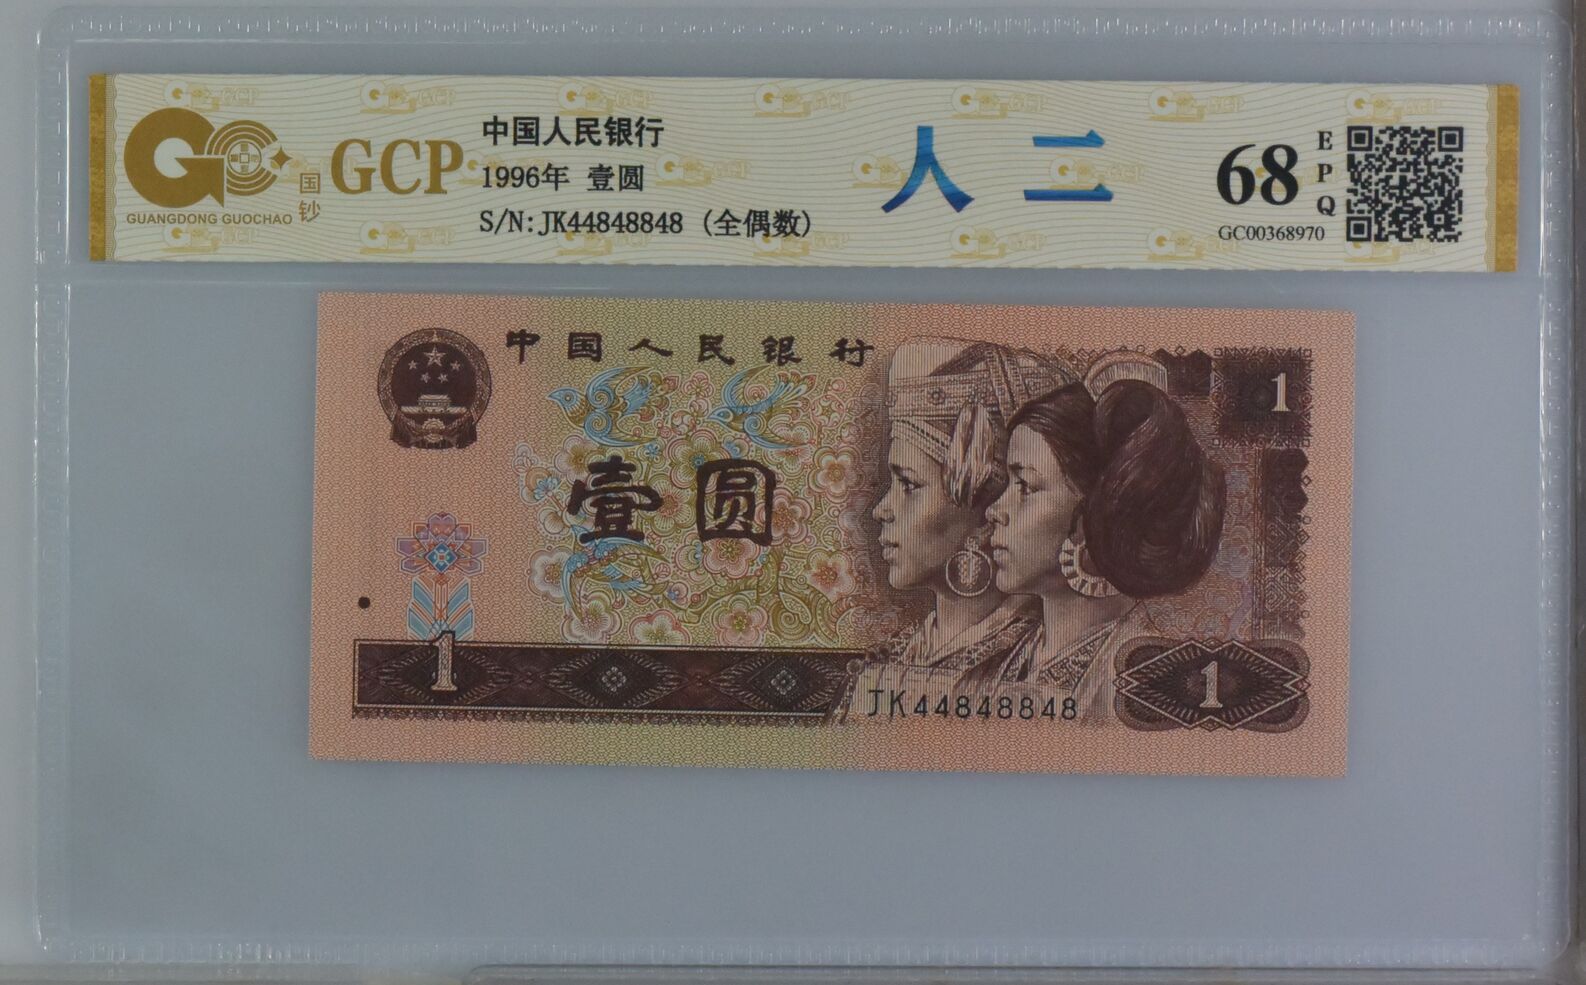 GUANGDONG GUOCHAO
国钞
GCP
中国人民银行
1996年 壹圆
S/N:JK44848848 (全偶数)
人二
68
EPQ
GC00368970
中国人民银行
1
壹圆
1
1
JK44848848